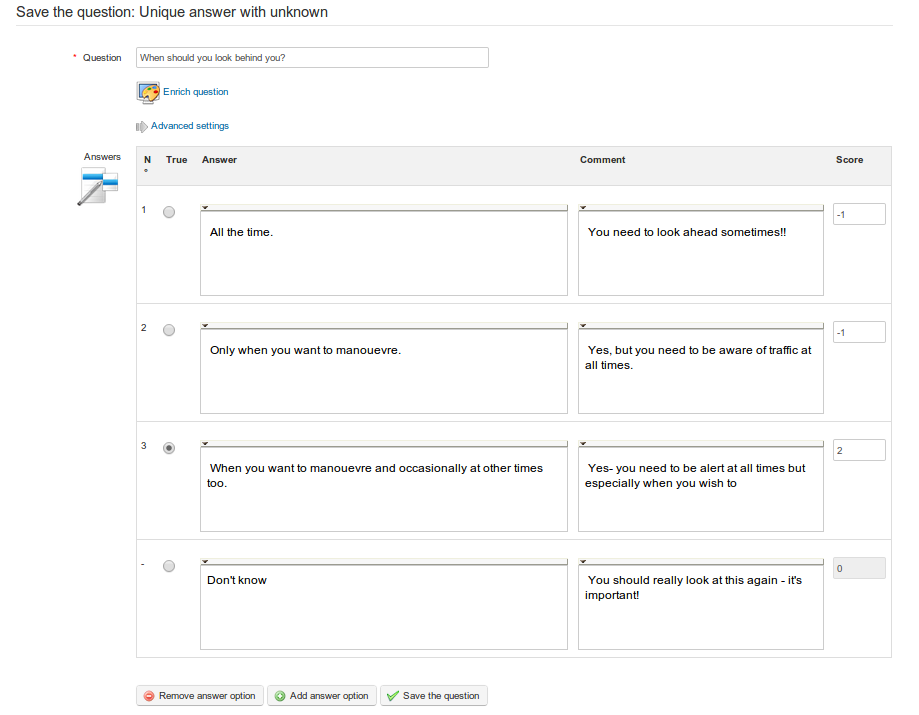 Save the question: Unique answer with unknown
* Question When should you look behind you?
Enrich question
Advanced settings
Answers
N° True Answer Comment Score
1 All the time. You need to look ahead sometimes!! -1
2 Only when you want to manouevre. Yes, but you need to be aware of traffic at
all times. -1
3 When you want to manouevre and occasionally at other times
too. Yes- you need to be alert at all times but
especially when you wish to 2
- Don't know You should really look at this again - it's
important! 0
Remove answer option Add answer option Save the question